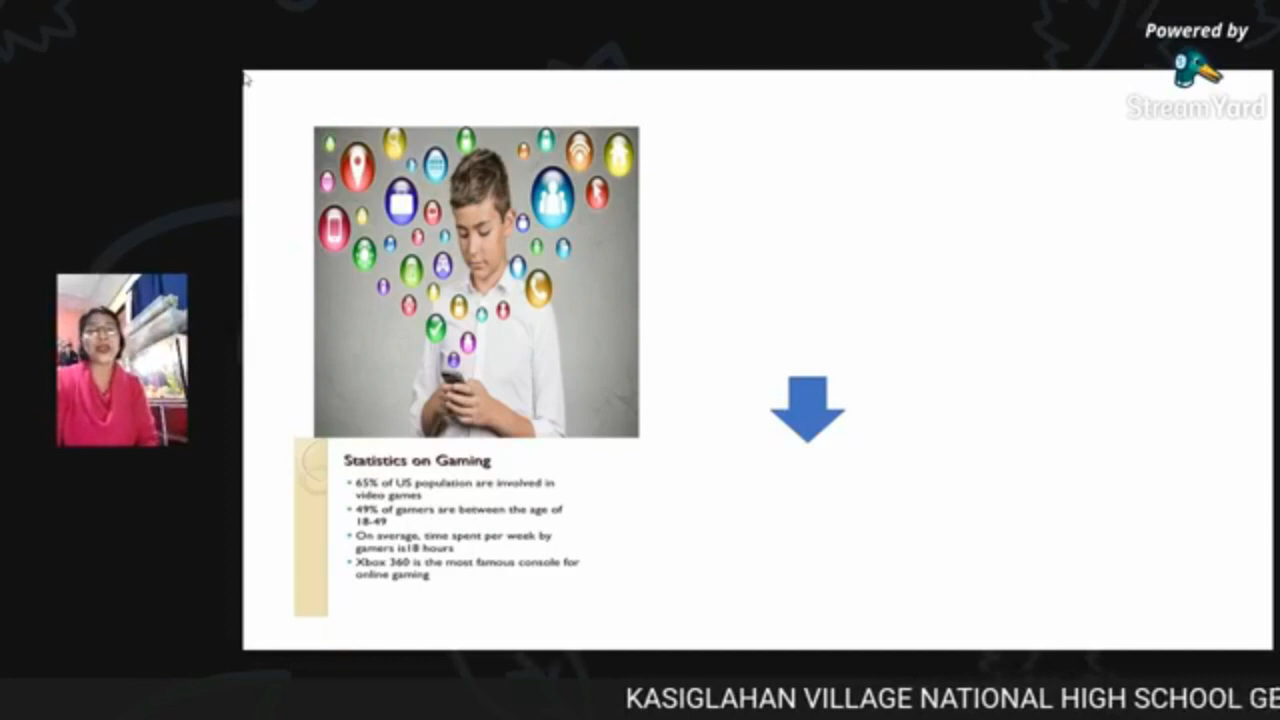 Powered by
StreamYard
Statistics on Gaming
• 65% of US population are involved in
video games
• 49% of gamers are between the age of
18-49
• On average, time spent per week by
gamers is18 hours
• Xbox 360 is the most famous console for
online gaming
KASIGLAHAN VILLAGE NATIONAL HIGH SCHOOL GE